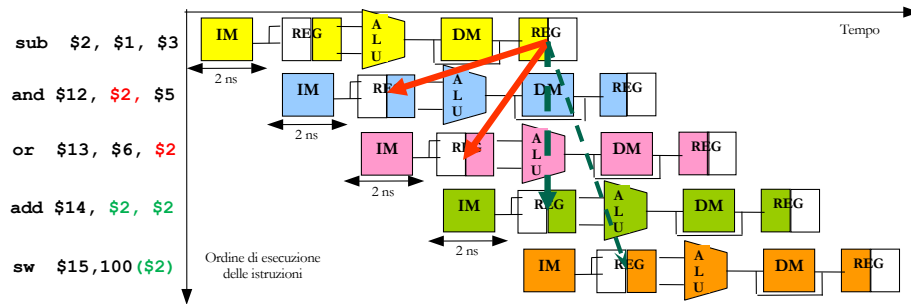 Tempo
sub $2, $1, $3
IM REG ALU DM REG
2 ns
and $12, $2, $5
IM REG ALU DM REG
2 ns
or $13, $6, $2
IM REG ALU DM REG
2 ns
add $14, $2, $2
IM REG ALU DM REG
2 ns
sw $15,100($2)
IM REG ALU DM REG
Ordine di esecuzione
delle istruzioni